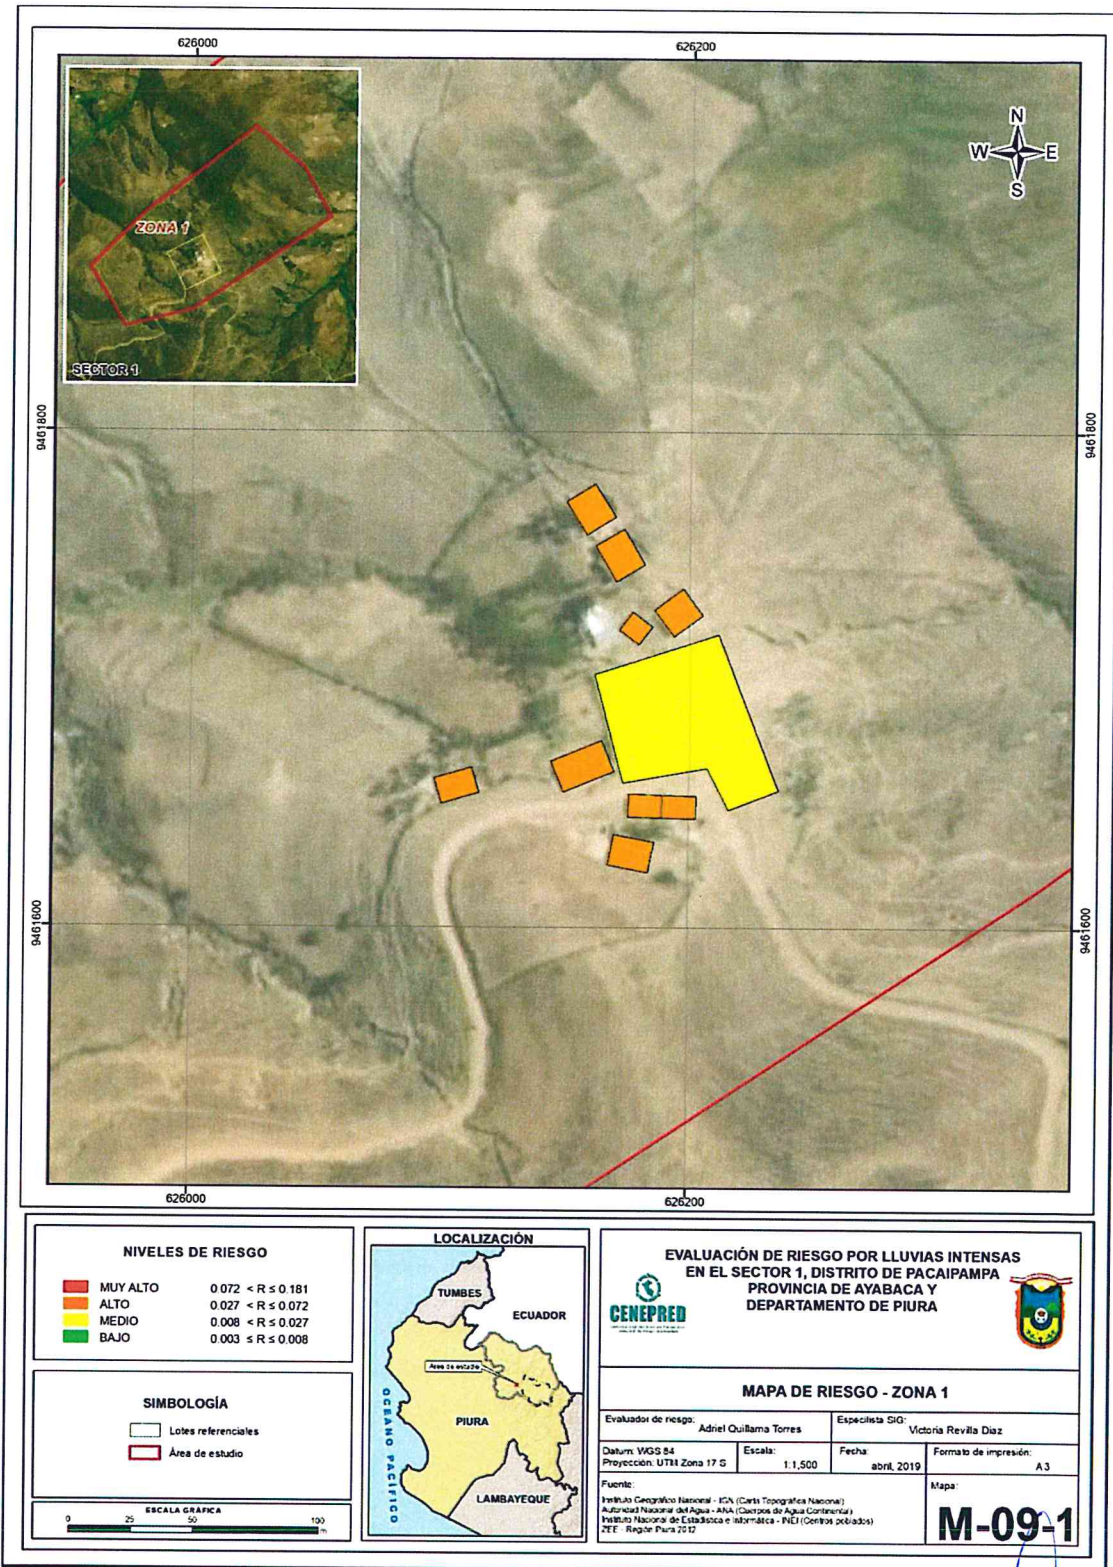 626000
626200
N
W E
S
ZONA 1
SECTOR 1
9461800
9461800
9461600
9461600
626000
626200
NIVELES DE RIESGO
MUY ALTO 0.072 < R ≤ 0.181
ALTO 0.027 < R ≤ 0.072
MEDIO 0.008 < R ≤ 0.027
BAJO 0.003 ≤ R ≤ 0.008
SIMBOLOGÍA
Lotes referenciales
Área de estudio
ESCALA GRÁFICA
0 25 50 100
m
LOCALIZACIÓN
TUMBES
ECUADOR
Área de estudio
PIURA
OCEANO PACÍFICO
LAMBAYEQUE
EVALUACIÓN DE RIESGO POR LLUVIAS INTENSAS
EN EL SECTOR 1, DISTRITO DE PACAIPAMPA
PROVINCIA DE AYABACA Y
DEPARTAMENTO DE PIURA
CENEPRED
MAPA DE RIESGO - ZONA 1
Evaluador de riesgo:
Adriel Quillama Torres
Especilista SIG:
Victoria Revilla Diaz
Datum: WGS 84
Proyección: UTM Zona 17 S
Escala:
1:1,500
Fecha:
abril, 2019
Formato de impresión:
A3
Fuente:
Instituto Geográfico Nacional - IGN (Carta Topográfica Nacional)
Autoridad Nacional del Agua - ANA (Cuerpos de Agua Continental)
Instituto Nacional de Estadística e Informática - INEI (Centros poblados)
ZEE - Región Piura 2012
Mapa:
M-09-1